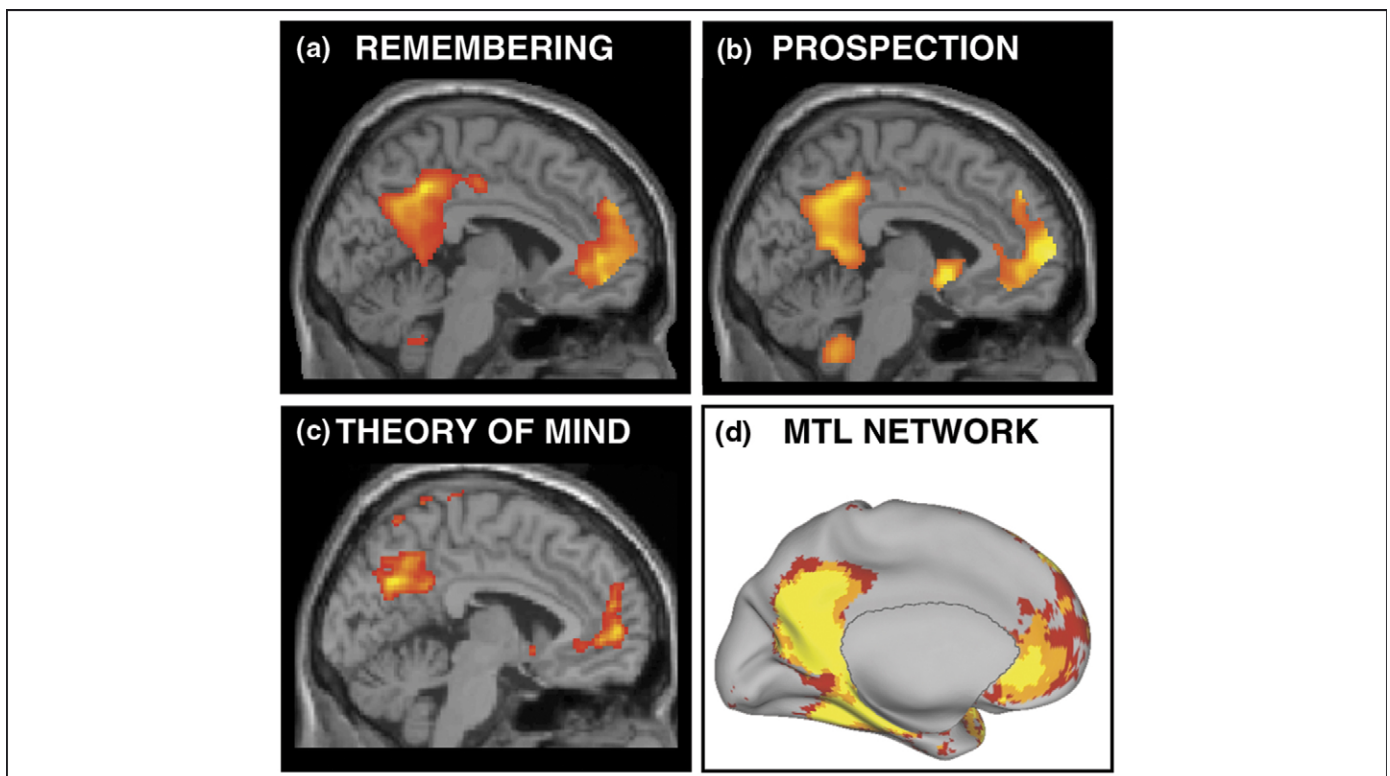 (a) REMEMBERING
(b) PROSPECTION
(c) THEORY OF MIND
(d) MTL NETWORK